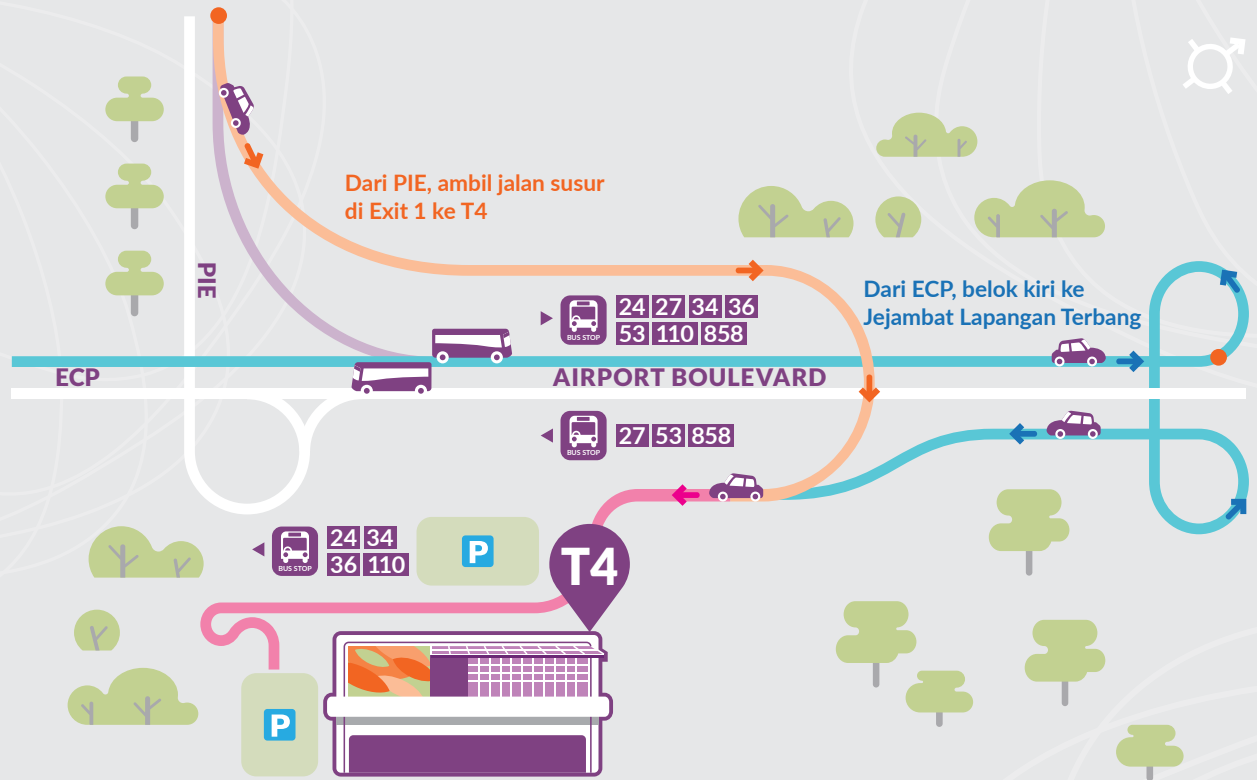 Dari PIE, ambil jalan susur
di Exit 1 ke T4
PIE
Dari ECP, belok kiri ke
Jejambat Lapangan Terbang
BUS STOP
24 27 34 36
53 110 858
ECP
AIRPORT BOULEVARD
BUS STOP
27 53 858
BUS STOP
24 34
36 110
P
T4
P